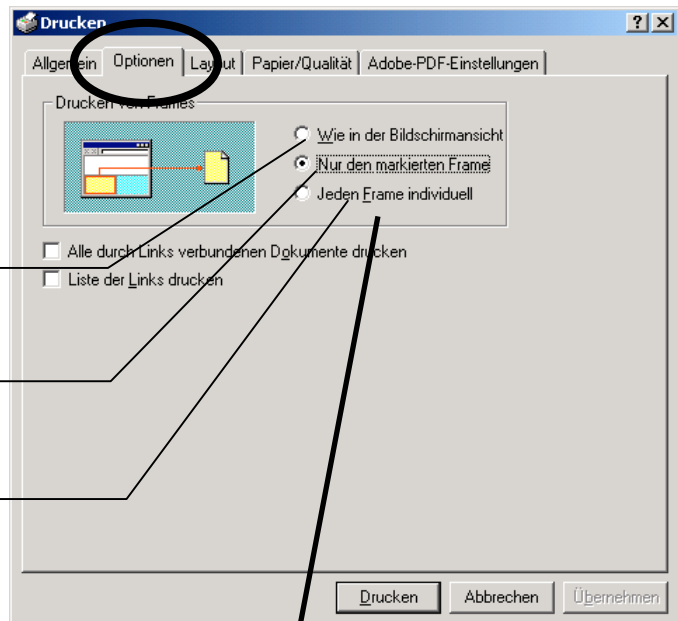 Drucken
Allgemein Optionen Layout Papier/Qualität Adobe-PDF-Einstellungen
Drucken von Frames
Wie in der Bildschirmansicht
Nur den markierten Frame
Jeden Frame individuell
Alle durch Links verbundenen Dokumente drucken
Liste der Links drucken
Drucken Abbrechen Übernehmen